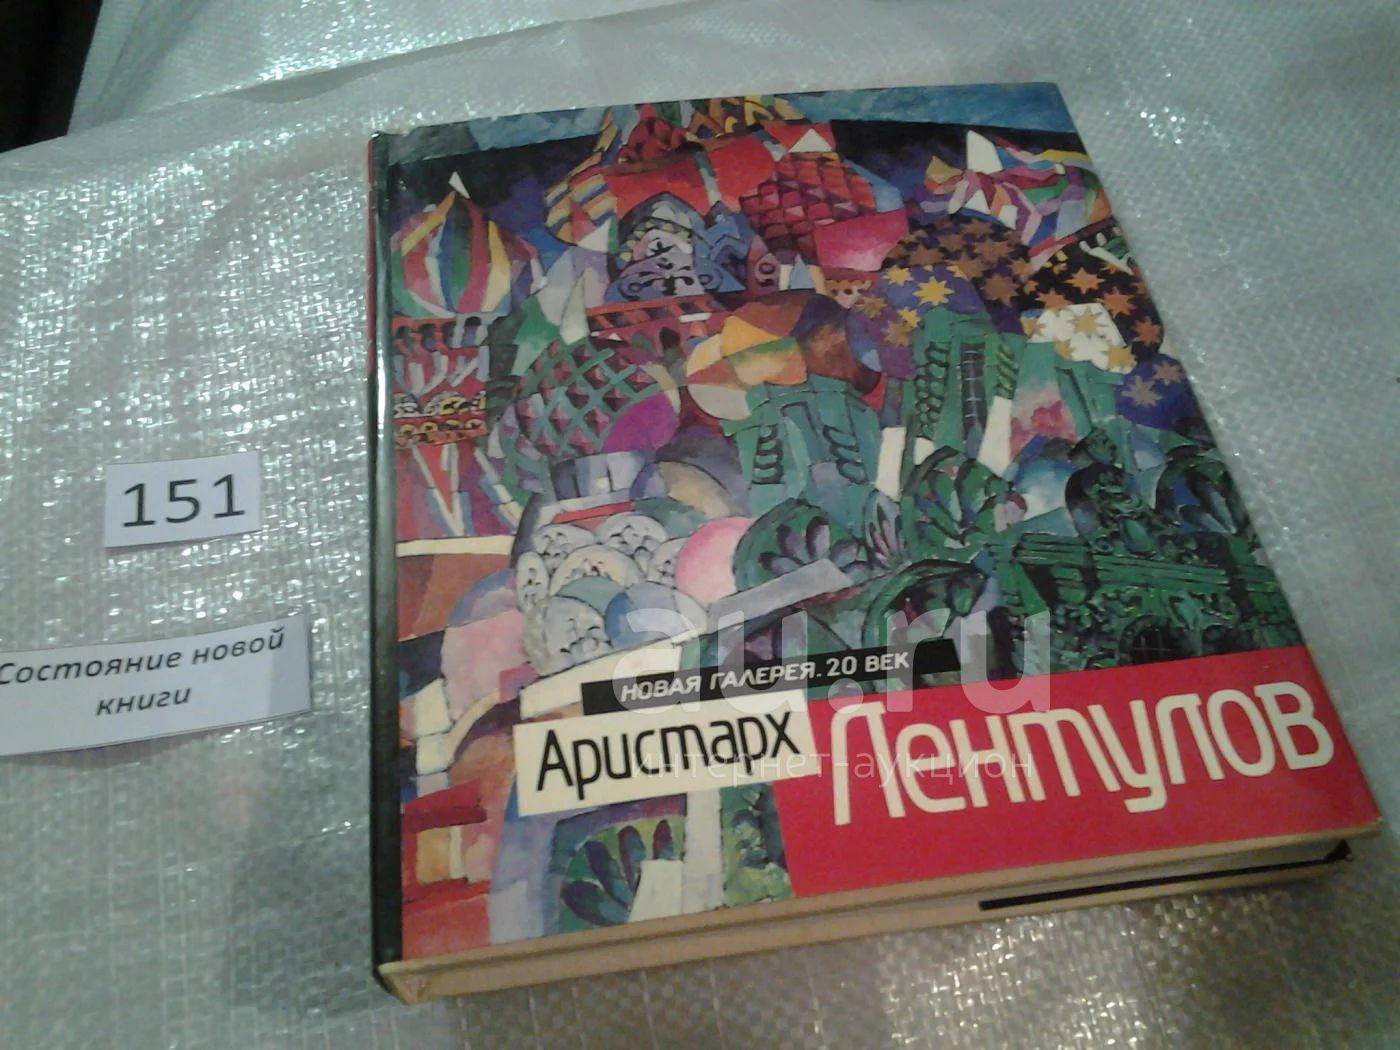 151
Состояние новой
книги
НОВАЯ ГАЛЕРЕЯ. 20 ВЕК
Аристарх
Лентулов
au.ru
интернет-аукцион